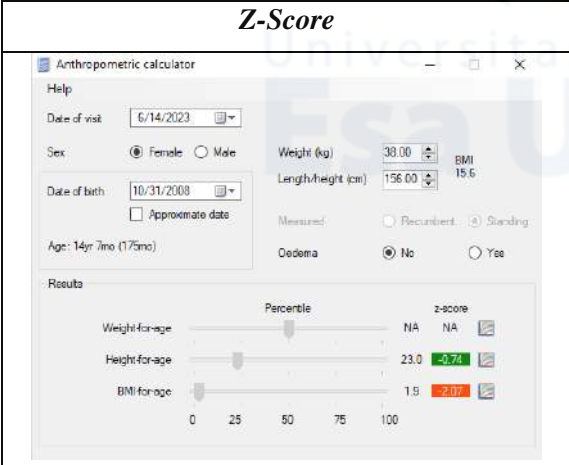 Z-Score
Universita
Esa U
Anthropometric calculator
Help
Date of visit 6/14/2023
Sex Female Male
Weight (kg) 38.00
BMI
15.6
Length/height (cm) 156.00
Date of birth 10/31/2008
Approximate date
Measured Recumbent Standing
Age: 14yr 7mo (175mo)
Oedema No Yes
Results
Percentile z-score
Weight-for-age NA NA
Height-for-age 23.0 -0.74
BMI-for-age 1.9 -2.07
0 25 50 75 100